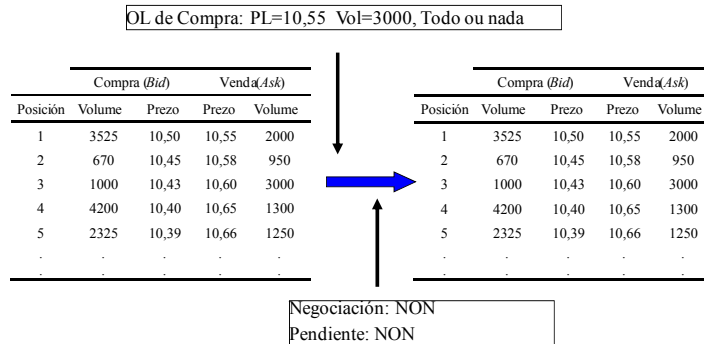 OL de Compra: PL=10,55 Vol=3000, Todo ou nada
Compra (Bid) Venda(Ask)
Posición Volume Prezo Prezo Volume
1 3525 10,50 10,55 2000
2 670 10,45 10,58 950
3 1000 10,43 10,60 3000
4 4200 10,40 10,65 1300
5 2325 10,39 10,66 1250
. . . . .
. . . . .
Compra (Bid) Venda(Ask)
Posición Volume Prezo Prezo Volume
1 3525 10,50 10,55 2000
2 670 10,45 10,58 950
3 1000 10,43 10,60 3000
4 4200 10,40 10,65 1300
5 2325 10,39 10,66 1250
. . . . .
. . . . .
Negociación: NON
Pendiente: NON